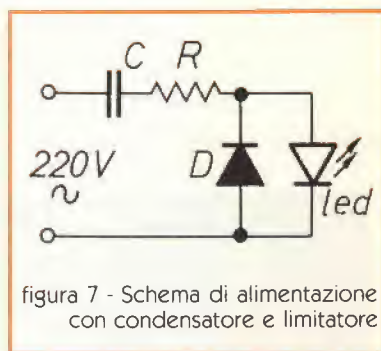 C R
220V
~
D
led
figura 7 - Schema di alimentazione
con condensatore e limitatore